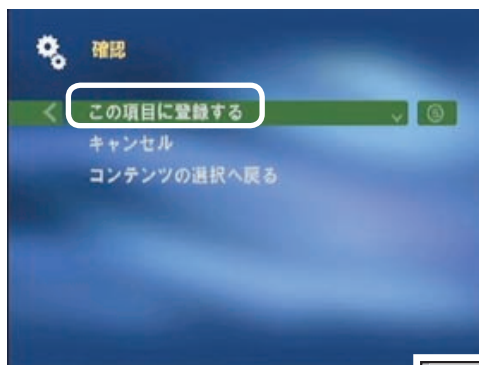 確認
この項目に登録する
キャンセル
コンテンツの選択へ戻る